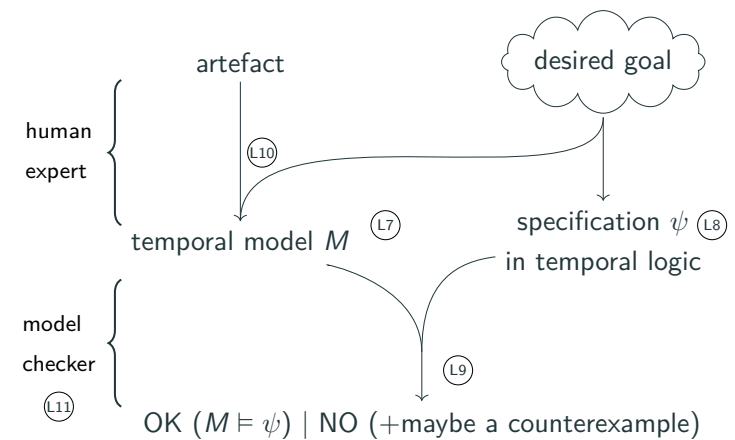 artefact
desired goal
human
expert
L10
temporal model M
L7
specification ψ
L8
in temporal logic
model
checker
L11
L9
OK (M ⊨ ψ) | NO (+maybe a counterexample)